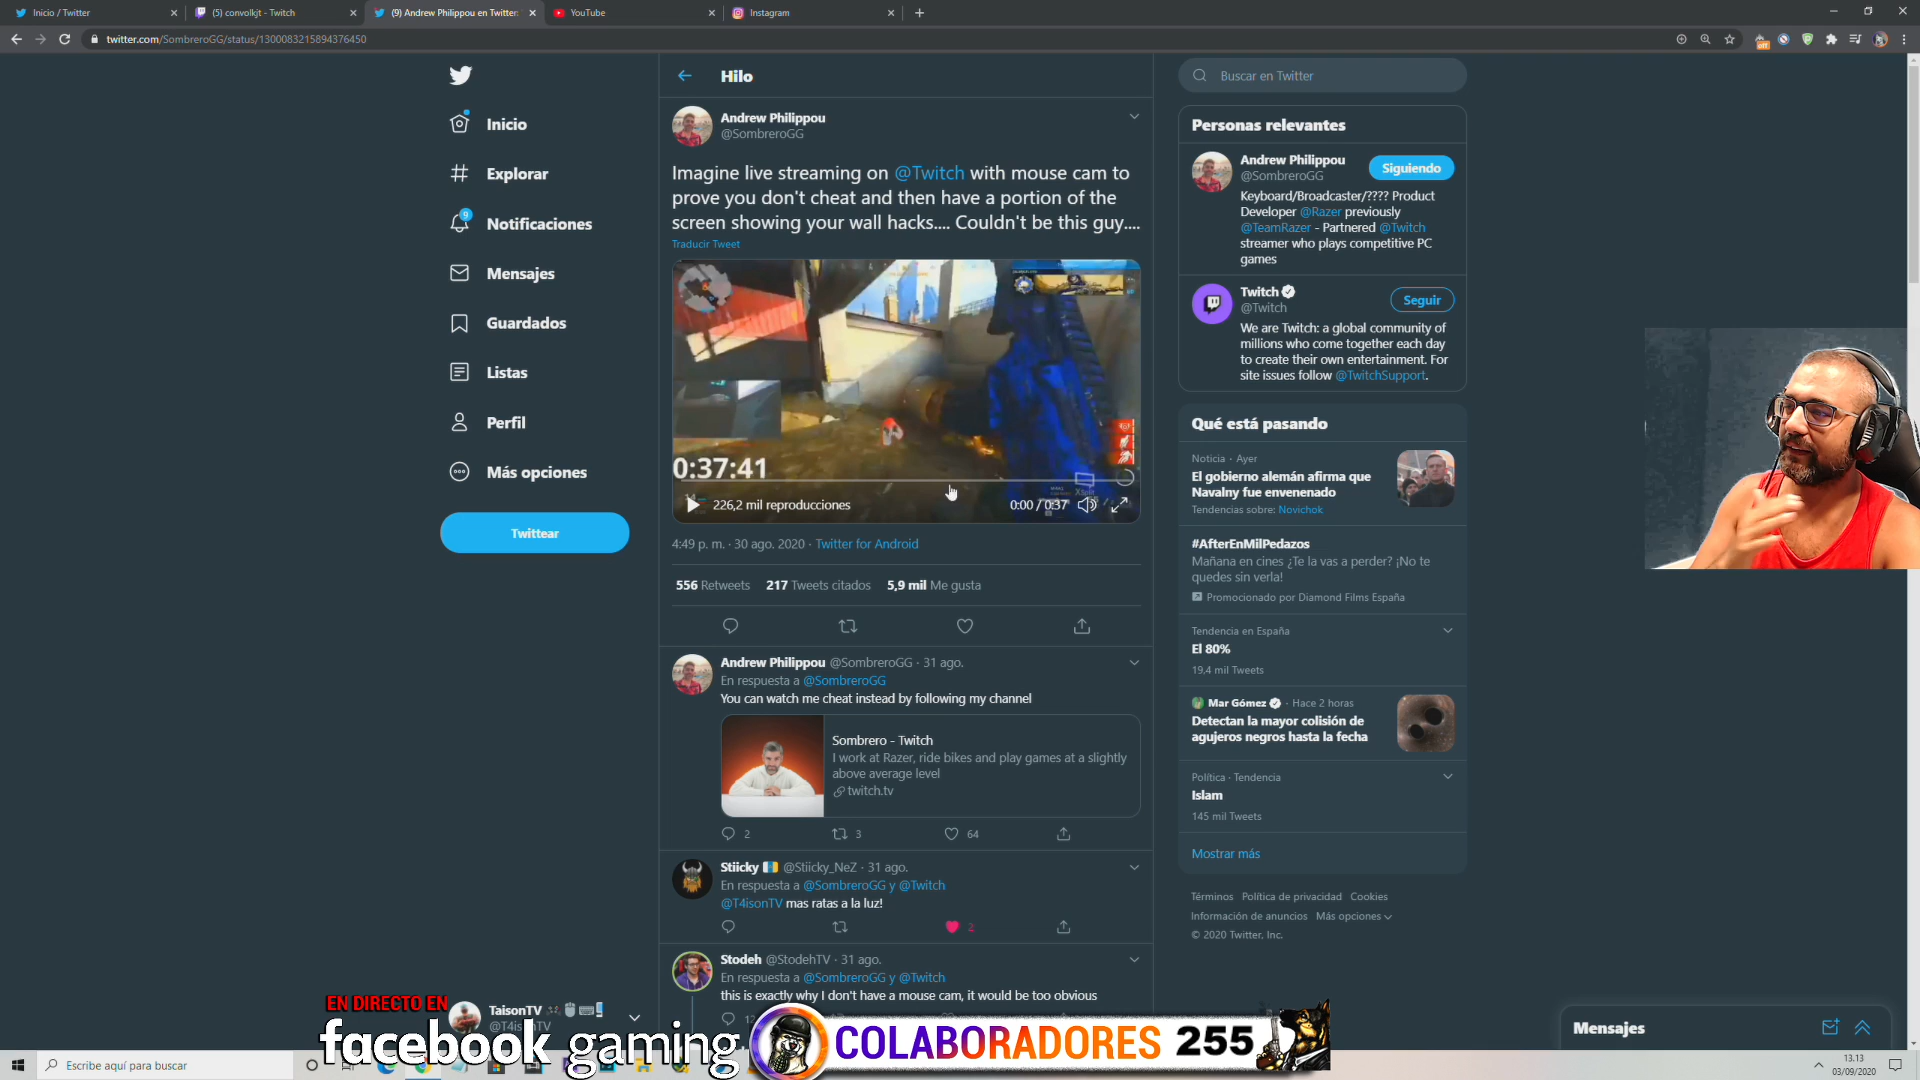 Inicio / Twitter
(5) convolkjt - Twitch
(9) Andrew Philippou en Twitter:
YouTube
Instagram
twitter.com/SombreroGG/status/1300083215894376450
Inicio
Explorar
9
Notificaciones
Mensajes
Guardados
Listas
Perfil
Más opciones
Twittear
Hilo
Andrew Philippou
@SombreroGG
Imagine live streaming on @Twitch with mouse cam to
prove you don't cheat and then have a portion of the
screen showing your wall hacks.... Couldn't be this guy....
Traducir Tweet
0:37:41
226,2 mil reproducciones
0:00 / 0:37
4:49 p. m. · 30 ago. 2020 · Twitter for Android
556 Retweets 217 Tweets citados 5,9 mil Me gusta
Andrew Philippou @SombreroGG · 31 ago.
En respuesta a @SombreroGG
You can watch me cheat instead by following my channel
Sombrero - Twitch
I work at Razer, ride bikes and play games at a slightly
above average level
twitch.tv
2 3 64
Stiicky @Stiicky_NeZ · 31 ago.
En respuesta a @SombreroGG y @Twitch
@T4isonTV mas ratas a la luz!
2
Stodeh @StodehTV · 31 ago.
En respuesta a @SombreroGG y @Twitch
this is exactly why I don't have a mouse cam, it would be too obvious
Buscar en Twitter
Personas relevantes
Andrew Philippou
@SombreroGG
Siguiendo
Keyboard/Broadcaster/???? Product
Developer @Razer previously
@TeamRazer - Partnered @Twitch
streamer who plays competitive PC
games
Twitch
@Twitch
Seguir
We are Twitch: a global community of
millions who come together each day
to create their own entertainment. For
site issues follow @TwitchSupport.
Qué está pasando
Noticia · Ayer
El gobierno alemán afirma que
Navalny fue envenenado
Tendencias sobre: Novichok
#AfterEnMilPedazos
Mañana en cines ¿Te la vas a perder? ¡No te
quedes sin verla!
Promocionado por Diamond Films España
Tendencia en España
El 80%
19,4 mil Tweets
Mar Gómez · Hace 2 horas
Detectan la mayor colisión de
agujeros negros hasta la fecha
Política · Tendencia
Islam
145 mil Tweets
Mostrar más
Términos Política de privacidad Cookies
Información de anuncios Más opciones
© 2020 Twitter, Inc.
Mensajes
EN DIRECTO EN
facebook gaming
TaisonTV
COLABORADORES 255
Escribe aquí para buscar
13.13
03/09/2020